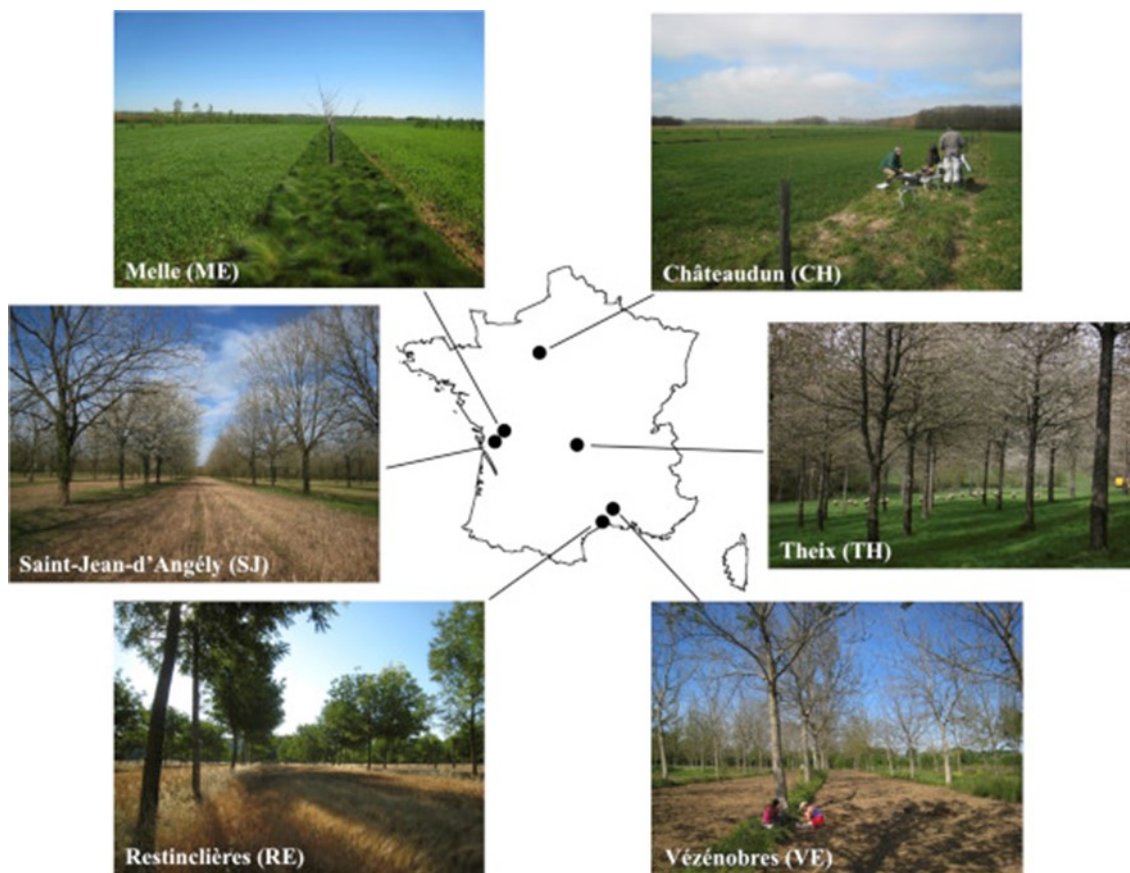 Melle (ME)
Châteaudun (CH)
Saint-Jean-d'Angély (SJ)
Theix (TH)
Restinclières (RE)
Vézénobres (VE)